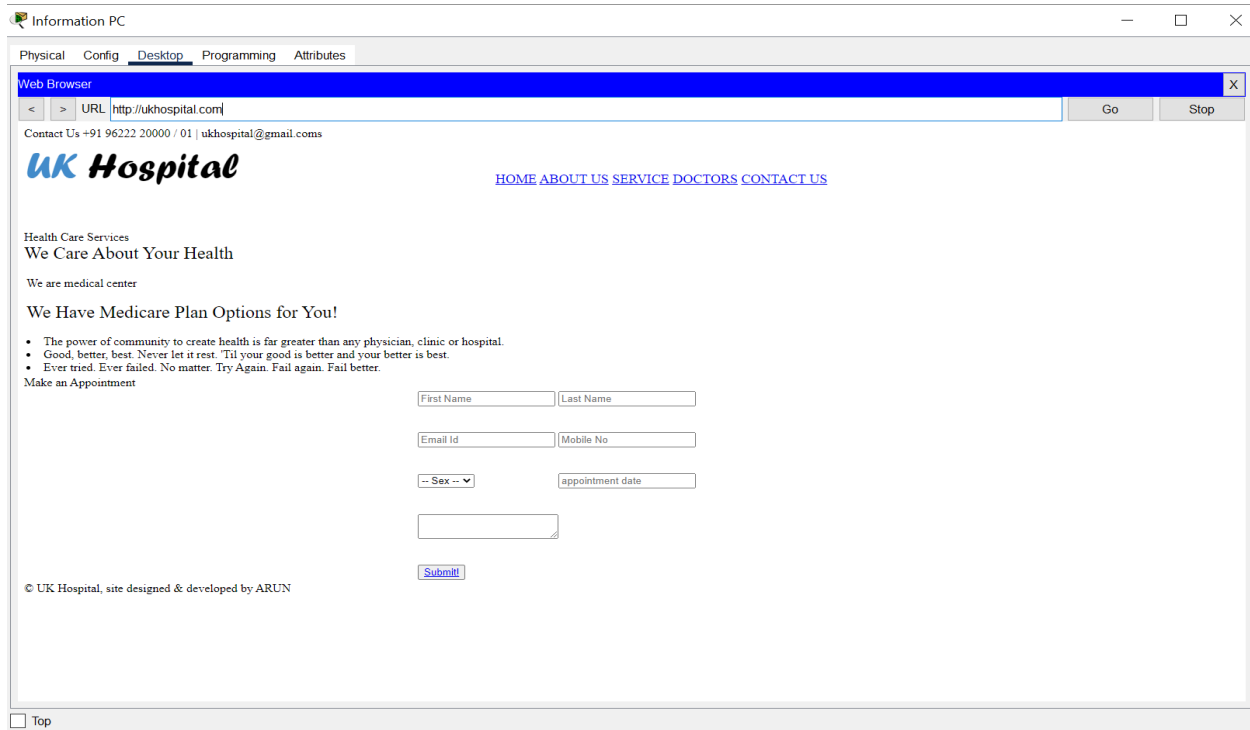 Information PC
Physical Config Desktop Programming Attributes
Web Browser X
< > URL http://ukhospital.com Go Stop
Contact Us +91 96222 20000 / 01 | ukhospital@gmail.coms
UK Hospital
HOME ABOUT US SERVICE DOCTORS CONTACT US
Health Care Services
We Care About Your Health
We are medical center
We Have Medicare Plan Options for You!
• The power of community to create health is far greater than any physician, clinic or hospital.
• Good, better, best. Never let it rest. 'Til your good is better and your better is best.
• Ever tried. Ever failed. No matter. Try Again. Fail again. Fail better.
Make an Appointment
First Name Last Name
Email Id Mobile No
-- Sex -- appointment date
Submit!
© UK Hospital, site designed & developed by ARUN
Top